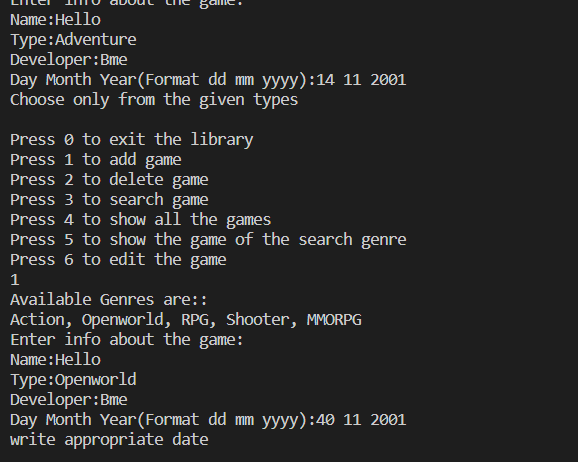 Enter info about the game:
Name:Hello
Type:Adventure
Developer:Bme
Day Month Year(Format dd mm yyyy):14 11 2001
Choose only from the given types
Press 0 to exit the library
Press 1 to add game
Press 2 to delete game
Press 3 to search game
Press 4 to show all the games
Press 5 to show the game of the search genre
Press 6 to edit the game
1
Available Genres are::
Action, Openworld, RPG, Shooter, MMORPG
Enter info about the game:
Name:Hello
Type:Openworld
Developer:Bme
Day Month Year(Format dd mm yyyy):40 11 2001
write appropriate date